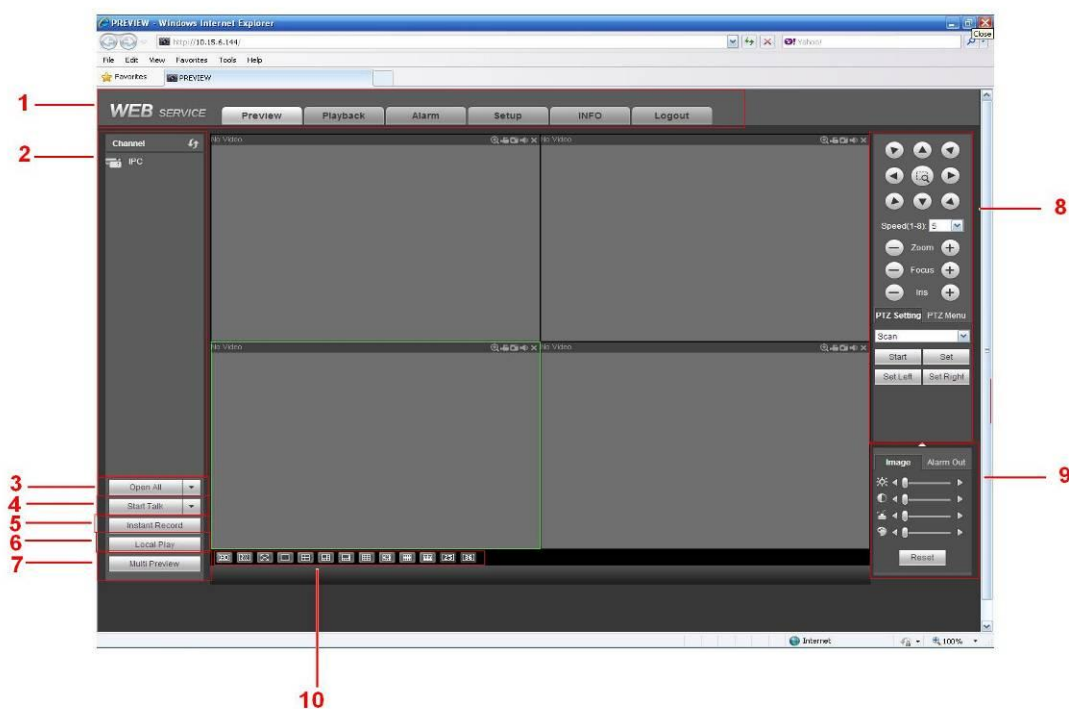 PREVIEW - Windows Internet Explorer
Close
http://10.15.6.144/
Yahoo!
File Edit View Favorites Tools Help
Favorites
PREVIEW
1
WEB SERVICE
Preview
Playback
Alarm
Setup
INFO
Logout
2
Channel
IPC
No Video
No Video
8
Speed(1-8): 5
Zoom
Focus
Iris
PTZ Setting PTZ Menu
Scan
Start
Set
Set Left
Set Right
No Video
No Video
9
Image
Alarm Out
Reset
3
Open All
4
Start Talk
5
Instant Record
6
Local Play
7
Multi Preview
25
36
10
Internet
100%